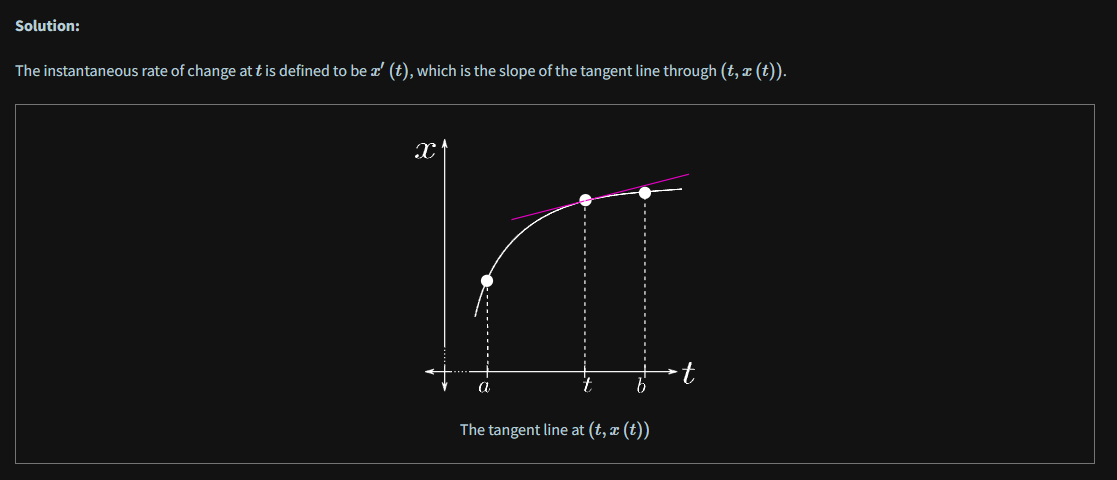 Solution:
The instantaneous rate of change at t is defined to be x′ (t), which is the slope of the tangent line through (t, x (t)).
x
t
a t b
The tangent line at (t, x (t))